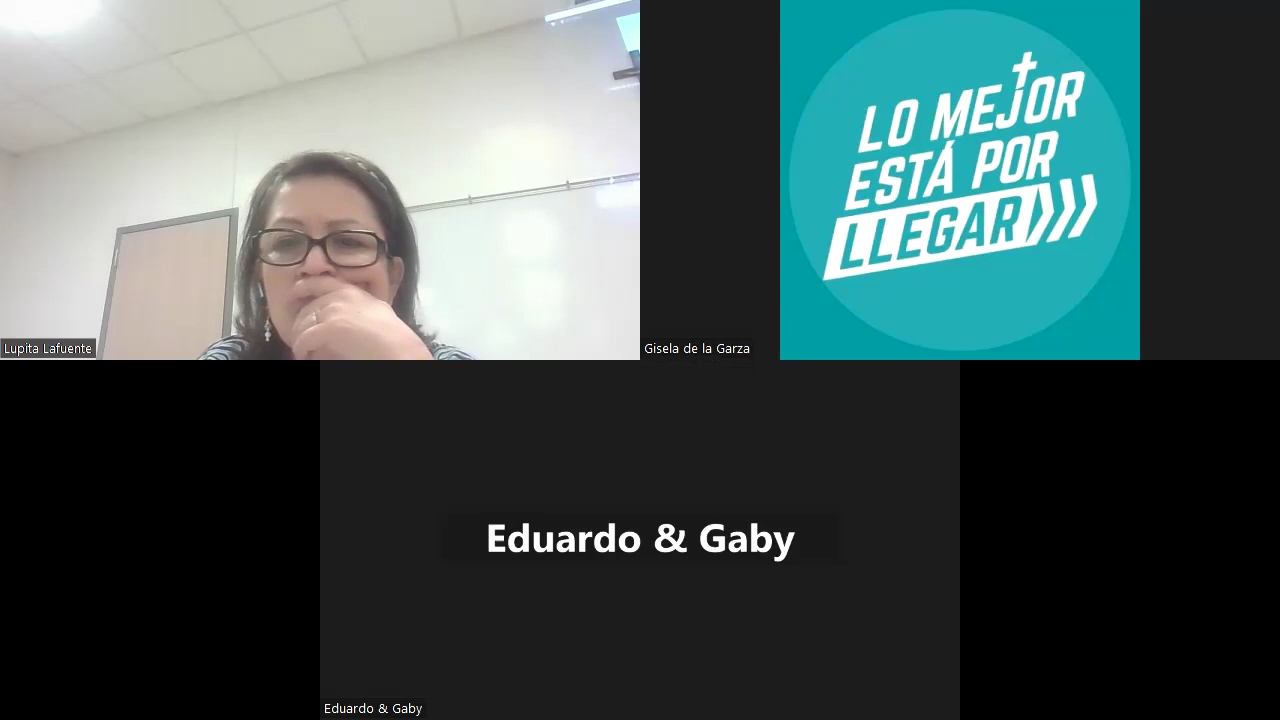 LO MEJOR
ESTÁ POR
LLEGAR
Lupita Lafuente
Gisela de la Garza
Eduardo & Gaby
Eduardo & Gaby